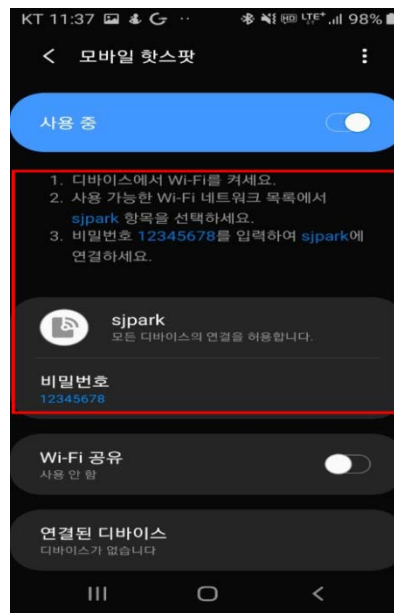 KT 11:37 LTE+ 98%
모바일 핫스팟
사용 중
1. 디바이스에서 Wi-Fi를 켜세요.
2. 사용 가능한 Wi-Fi 네트워크 목록에서
sjpark 항목을 선택하세요.
3. 비밀번호 12345678를 입력하여 sjpark에
연결하세요.
sjpark
모든 디바이스의 연결을 허용합니다.
비밀번호
12345678
Wi-Fi 공유
사용 안 함
연결된 디바이스
디바이스가 없습니다